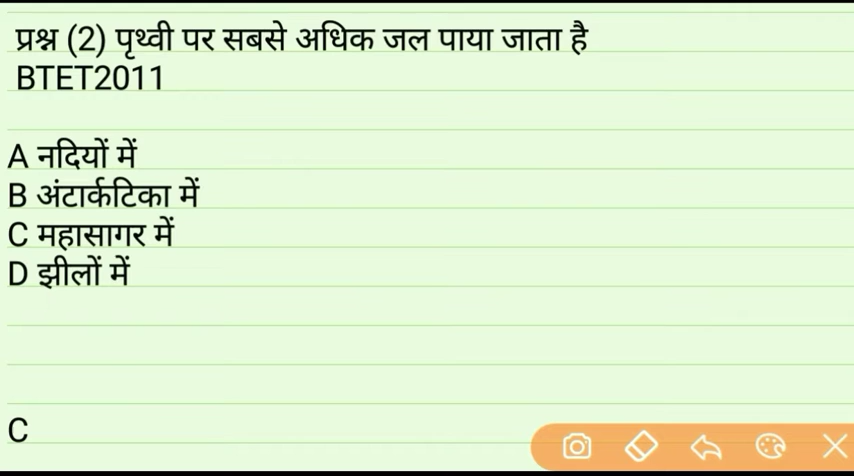 प्रश्न (2) पृथ्वी पर सबसे अधिक जल पाया जाता है
BTET2011
A नदियों में
B अंटार्कटिका में
C महासागर में
D झीलों में
C